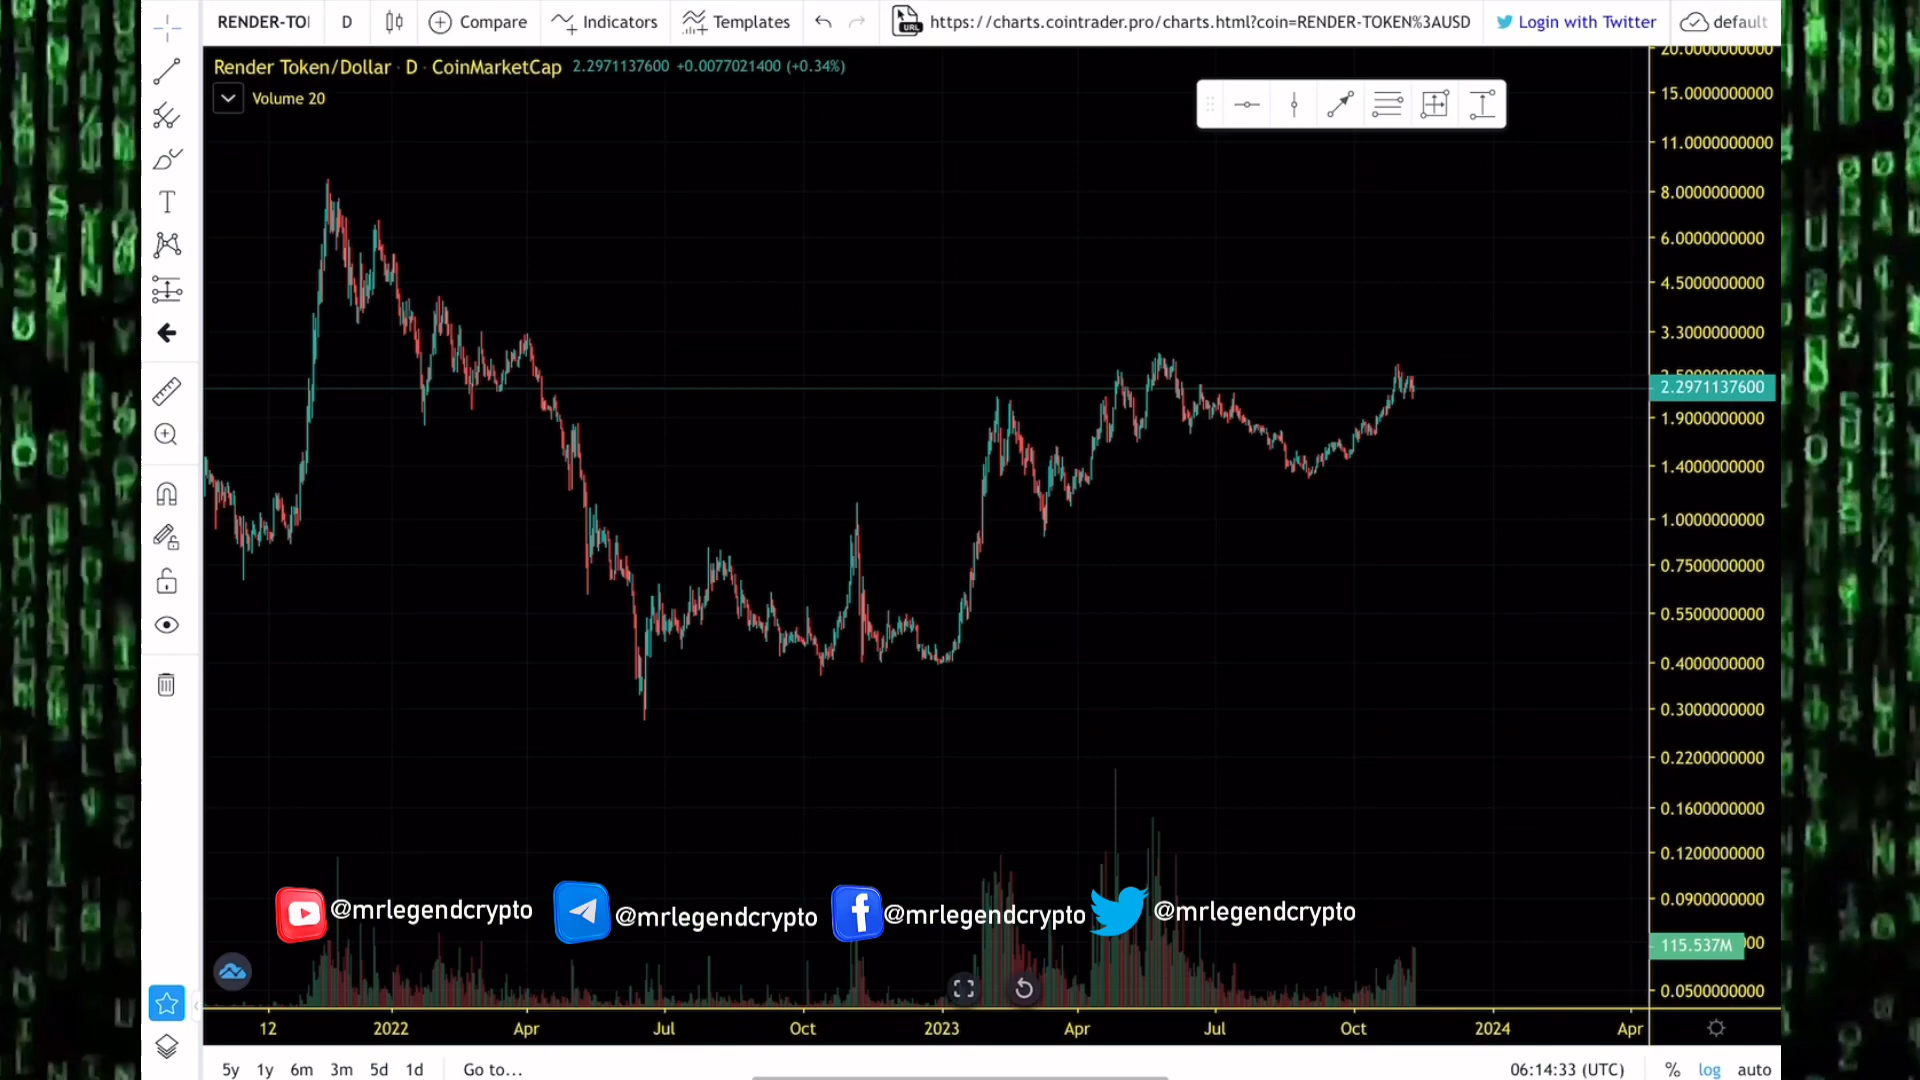 RENDER-TOI D Compare Indicators Templates URL https://charts.cointrader.pro/charts.html?coin=RENDER-TOKEN%3AUSD Login with Twitter default
Render Token/Dollar · D · CoinMarketCap 2.2971137600 +0.0077021400 (+0.34%)
Volume 20
20.0000000000
15.0000000000
11.0000000000
8.0000000000
6.0000000000
4.5000000000
3.3000000000
2.2971137600
1.9000000000
1.4000000000
1.0000000000
0.7500000000
0.5500000000
0.4000000000
0.3000000000
0.2200000000
0.1600000000
0.1200000000
0.0900000000
@mrlegendcrypto @mrlegendcrypto @mrlegendcrypto @mrlegendcrypto
115.537M
0.0500000000
12 2022 Apr Jul Oct 2023 Apr Jul Oct 2024 Apr
5y 1y 6m 3m 5d 1d Go to... 06:14:33 (UTC) % log auto